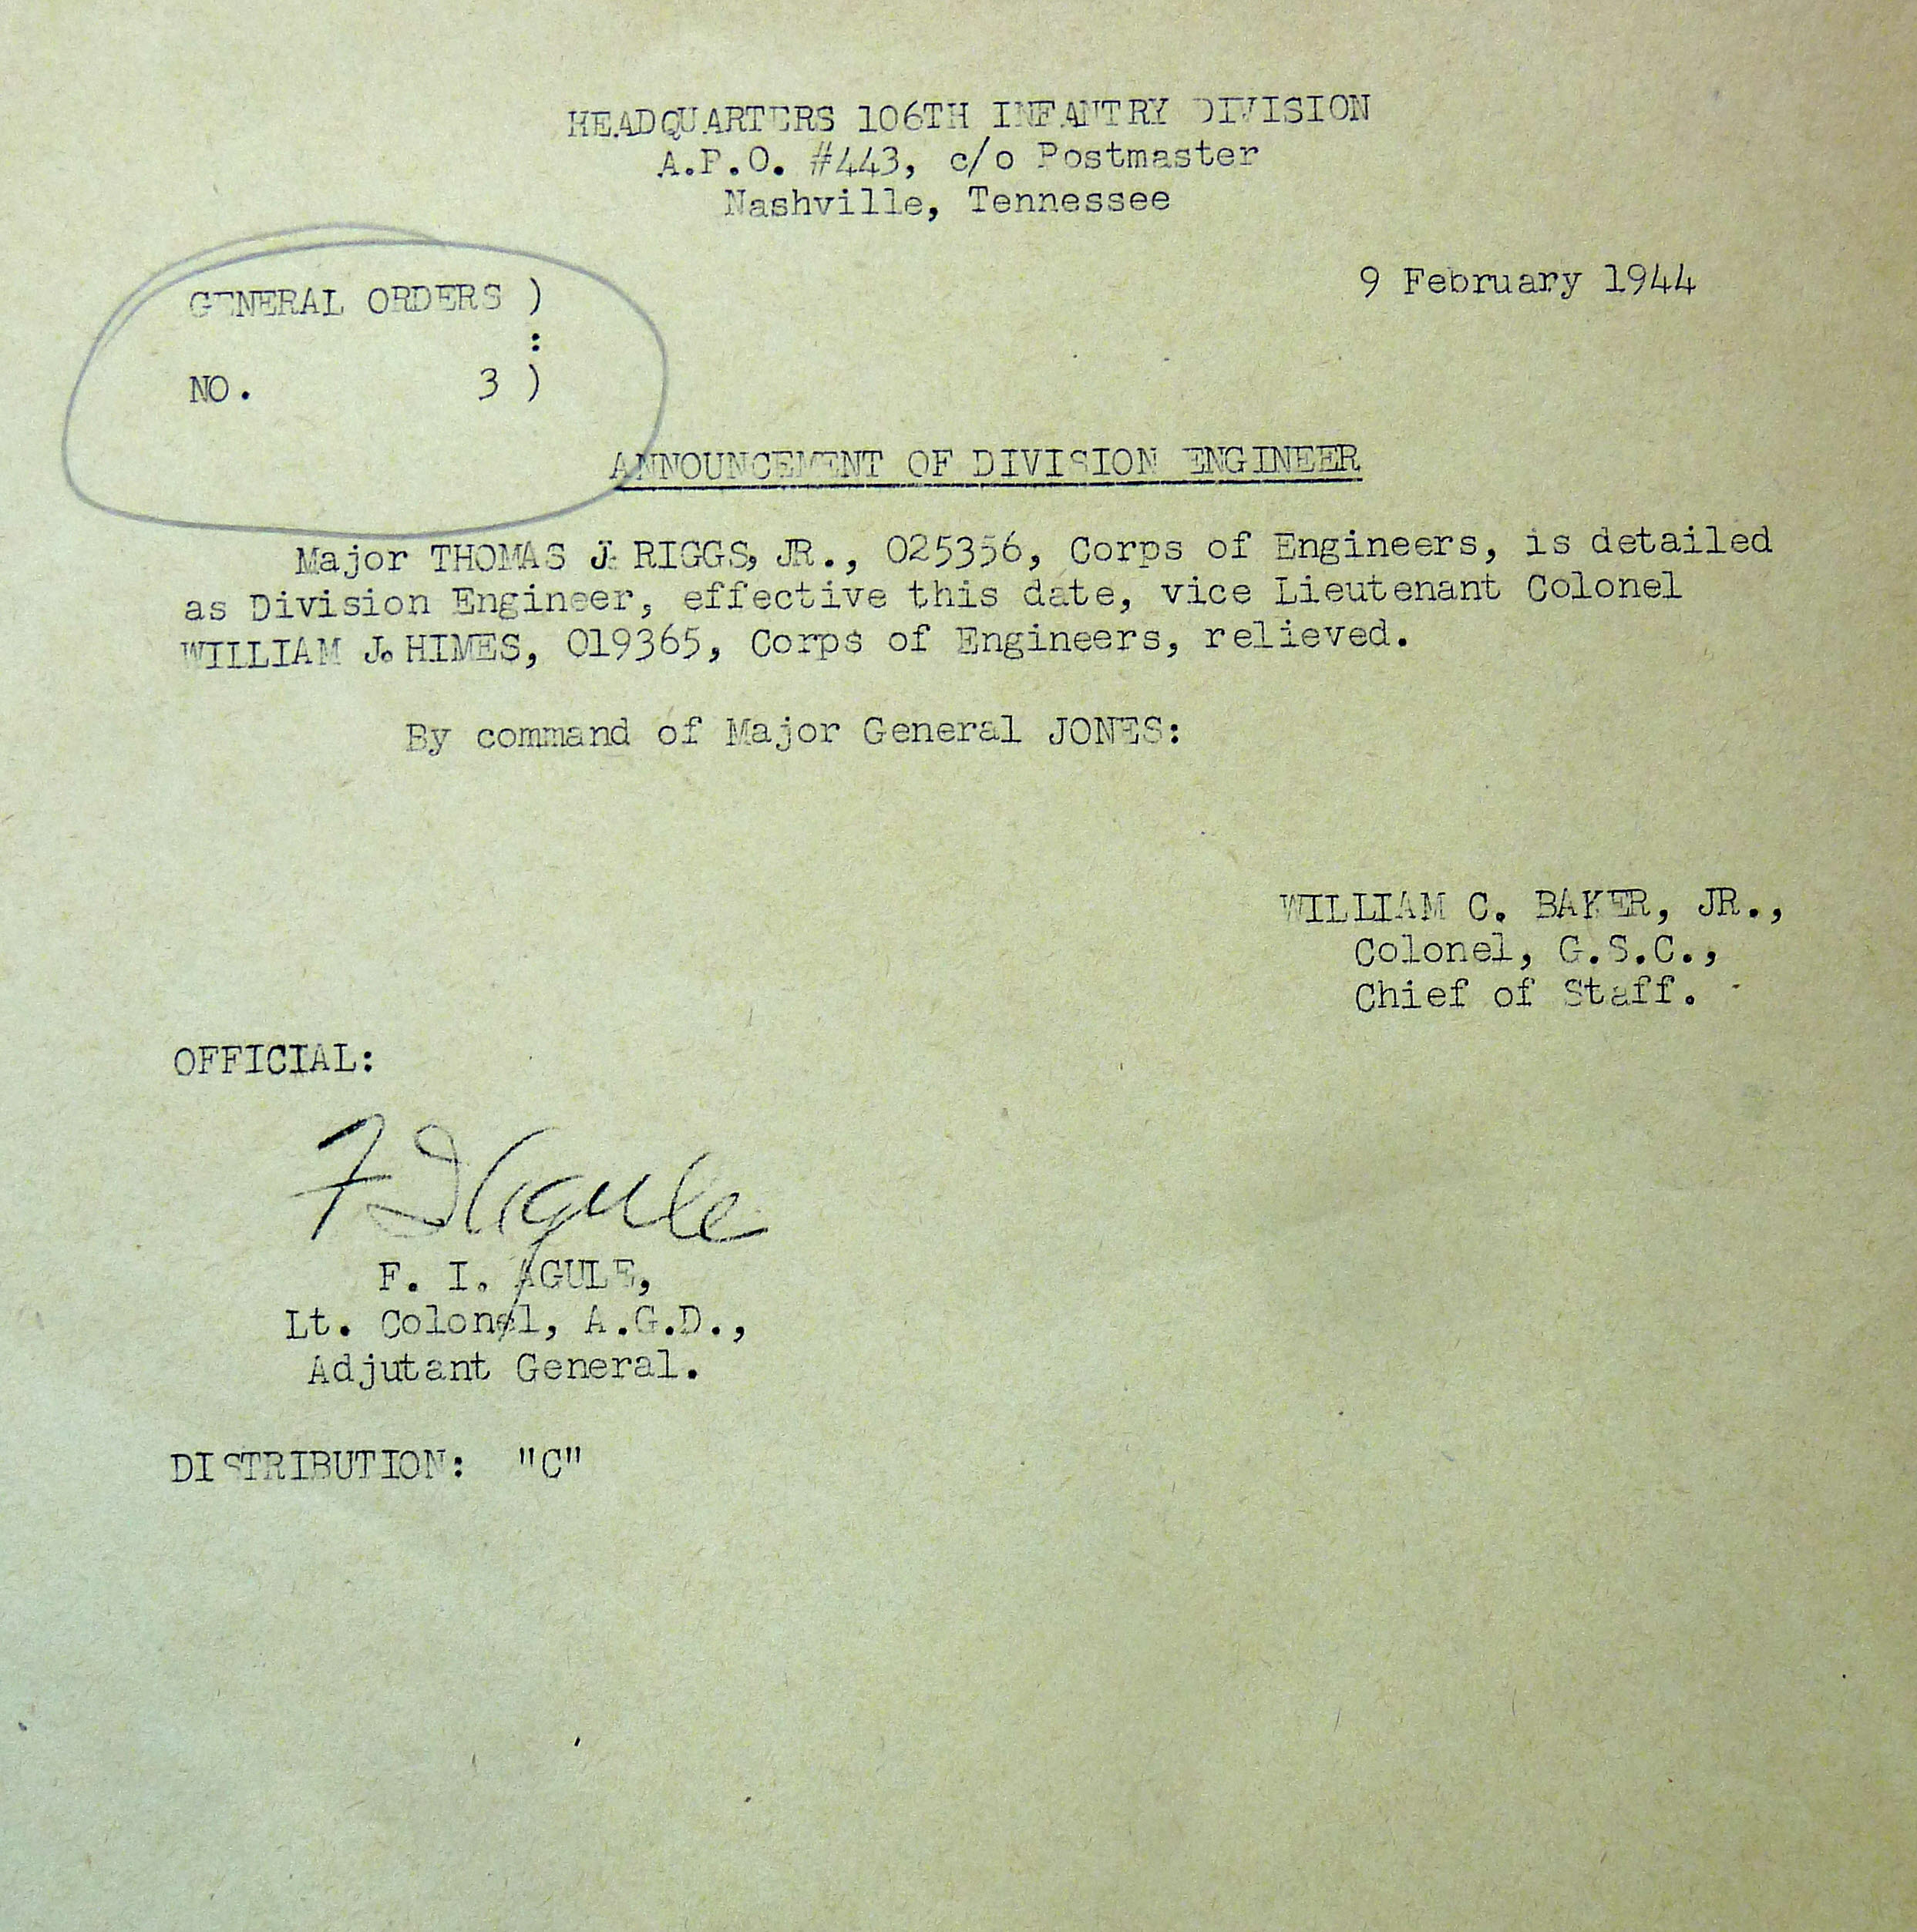 HEADQUARTERS 106TH INFANTRY DIVISION
A.P.O. #443, c/o Postmaster
Nashville, Tennessee
9 February 1944
GENERAL ORDERS )
:
NO. 3 )
ANNOUNCEMENT OF DIVISION ENGINEER
Major THOMAS J. RIGGS, JR., O25356, Corps of Engineers, is detailed
as Division Engineer, effective this date, vice Lieutenant Colonel
WILLIAM J. HIMES, O19365, Corps of Engineers, relieved.
By command of Major General JONES:
WILLIAM C. BAKER, JR.,
Colonel, G.S.C.,
Chief of Staff.
OFFICIAL:
F I Agule
F. I. AGULE,
Lt. Colonel, A.G.D.,
Adjutant General.
DISTRIBUTION: "C"